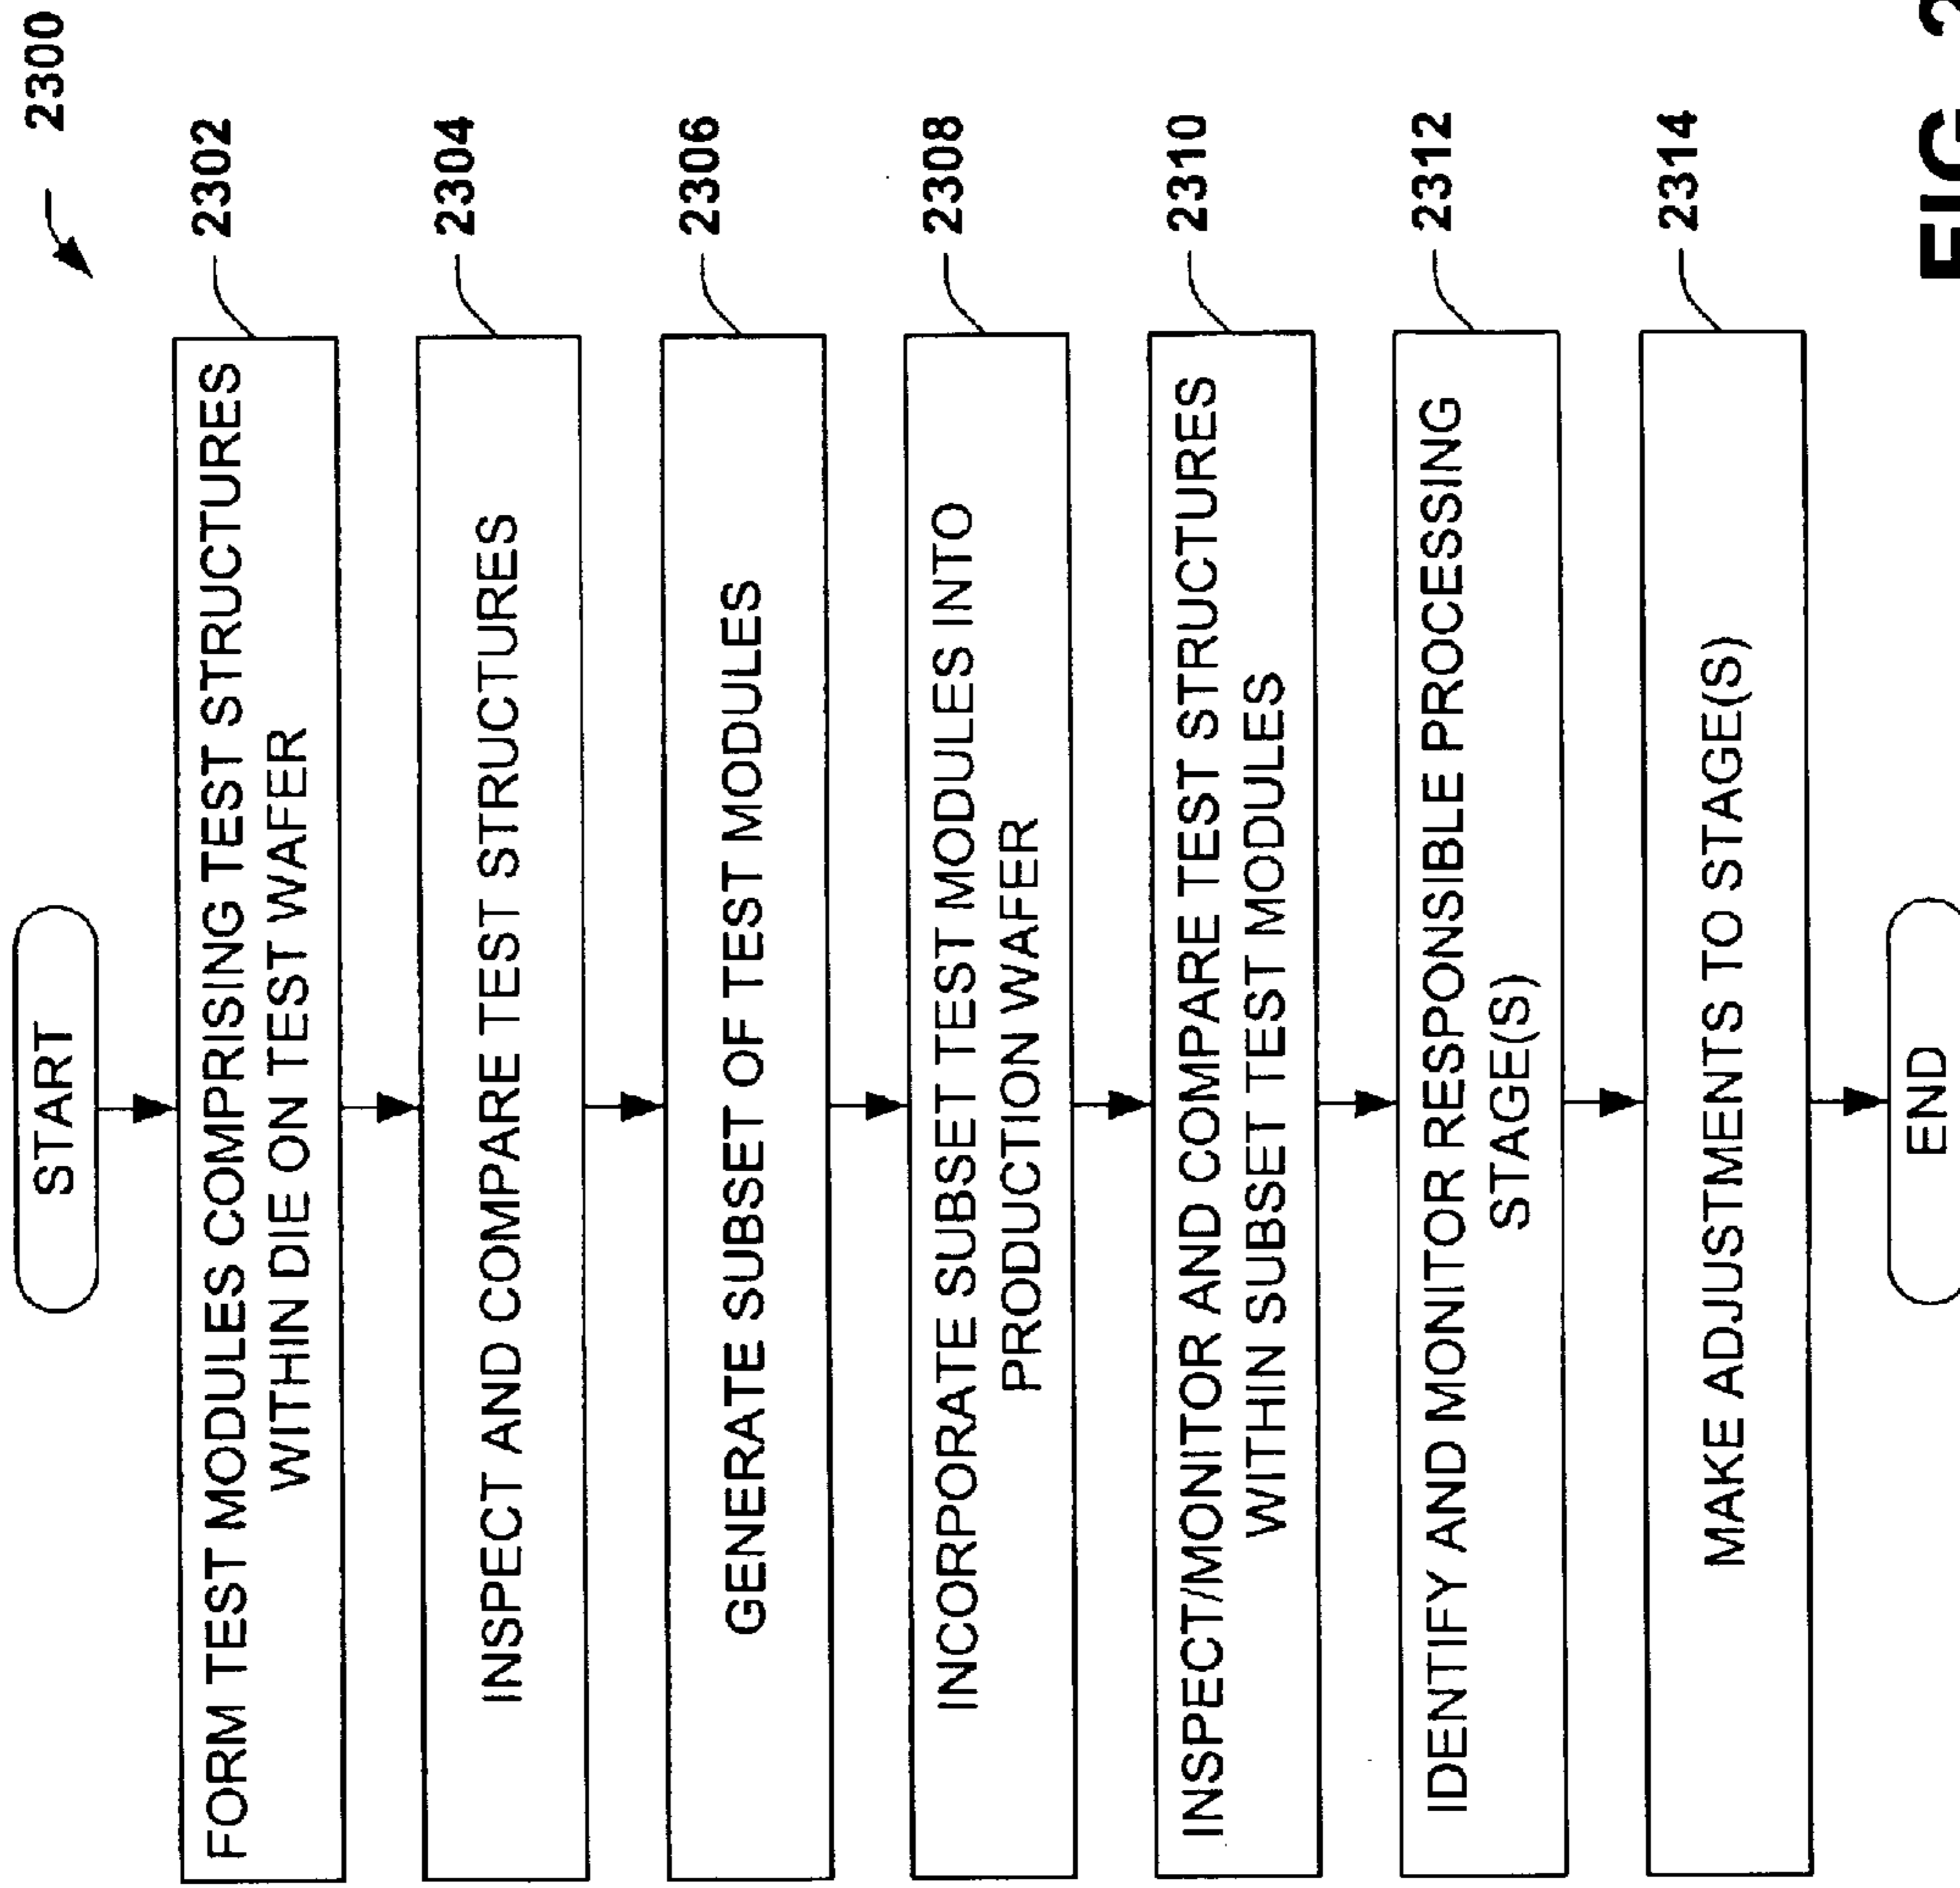 2300
START
FORM TEST MODULES COMPRISING TEST STRUCTURES
WITHIN DIE ON TEST WAFER
2302
INSPECT AND COMPARE TEST STRUCTURES
2304
GENERATE SUBSET OF TEST MODULES
2306
INCORPORATE SUBSET TEST MODULES INTO
PRODUCTION WAFER
2308
INSPECT/MONITOR AND COMPARE TEST STRUCTURES
WITHIN SUBSET TEST MODULES
2310
IDENTIFY AND MONITOR RESPONSIBLE PROCESSING
STAGE(S)
2312
MAKE ADJUSTMENTS TO STAGE(S)
2314
END
FIG.